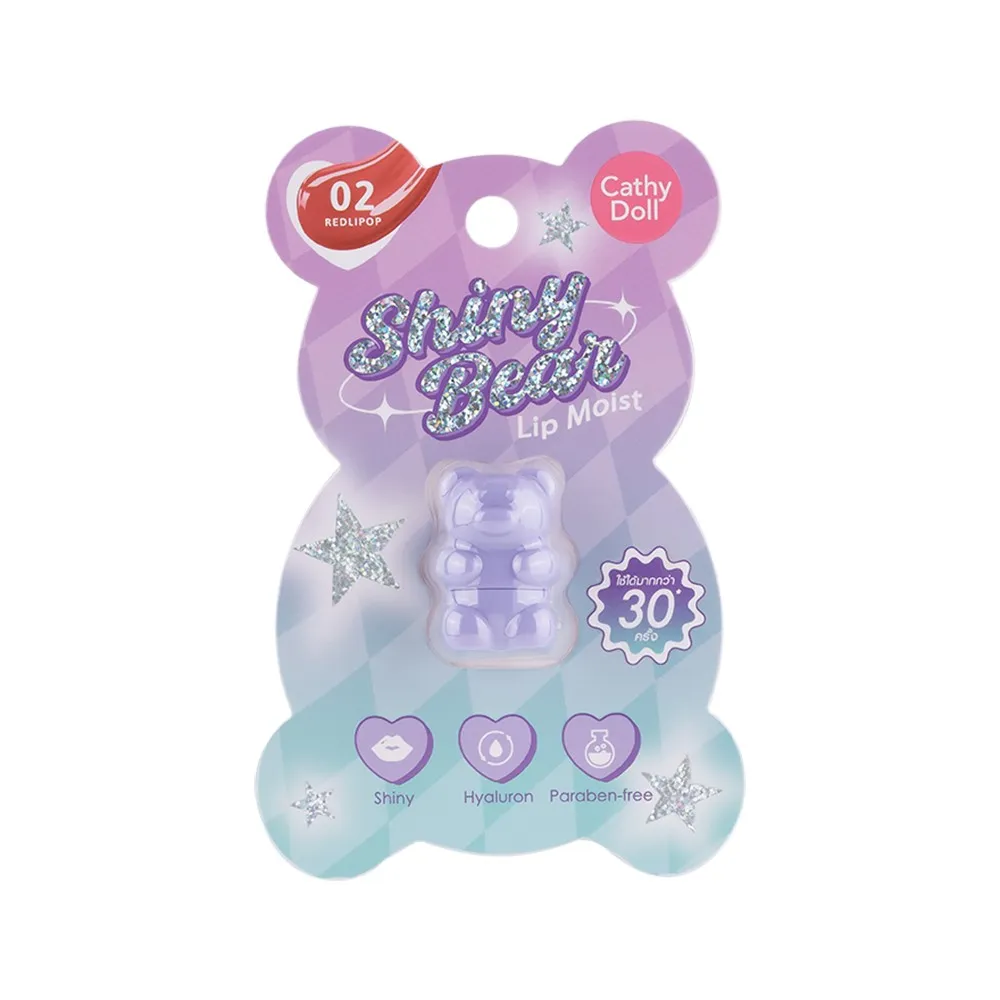 02
REDLIPOP
Cathy
Doll
Shiny
Bear
Lip Moist
ใช้ได้มากกว่า
30*
ครั้ง
Shiny
Hyaluron
Paraben-free